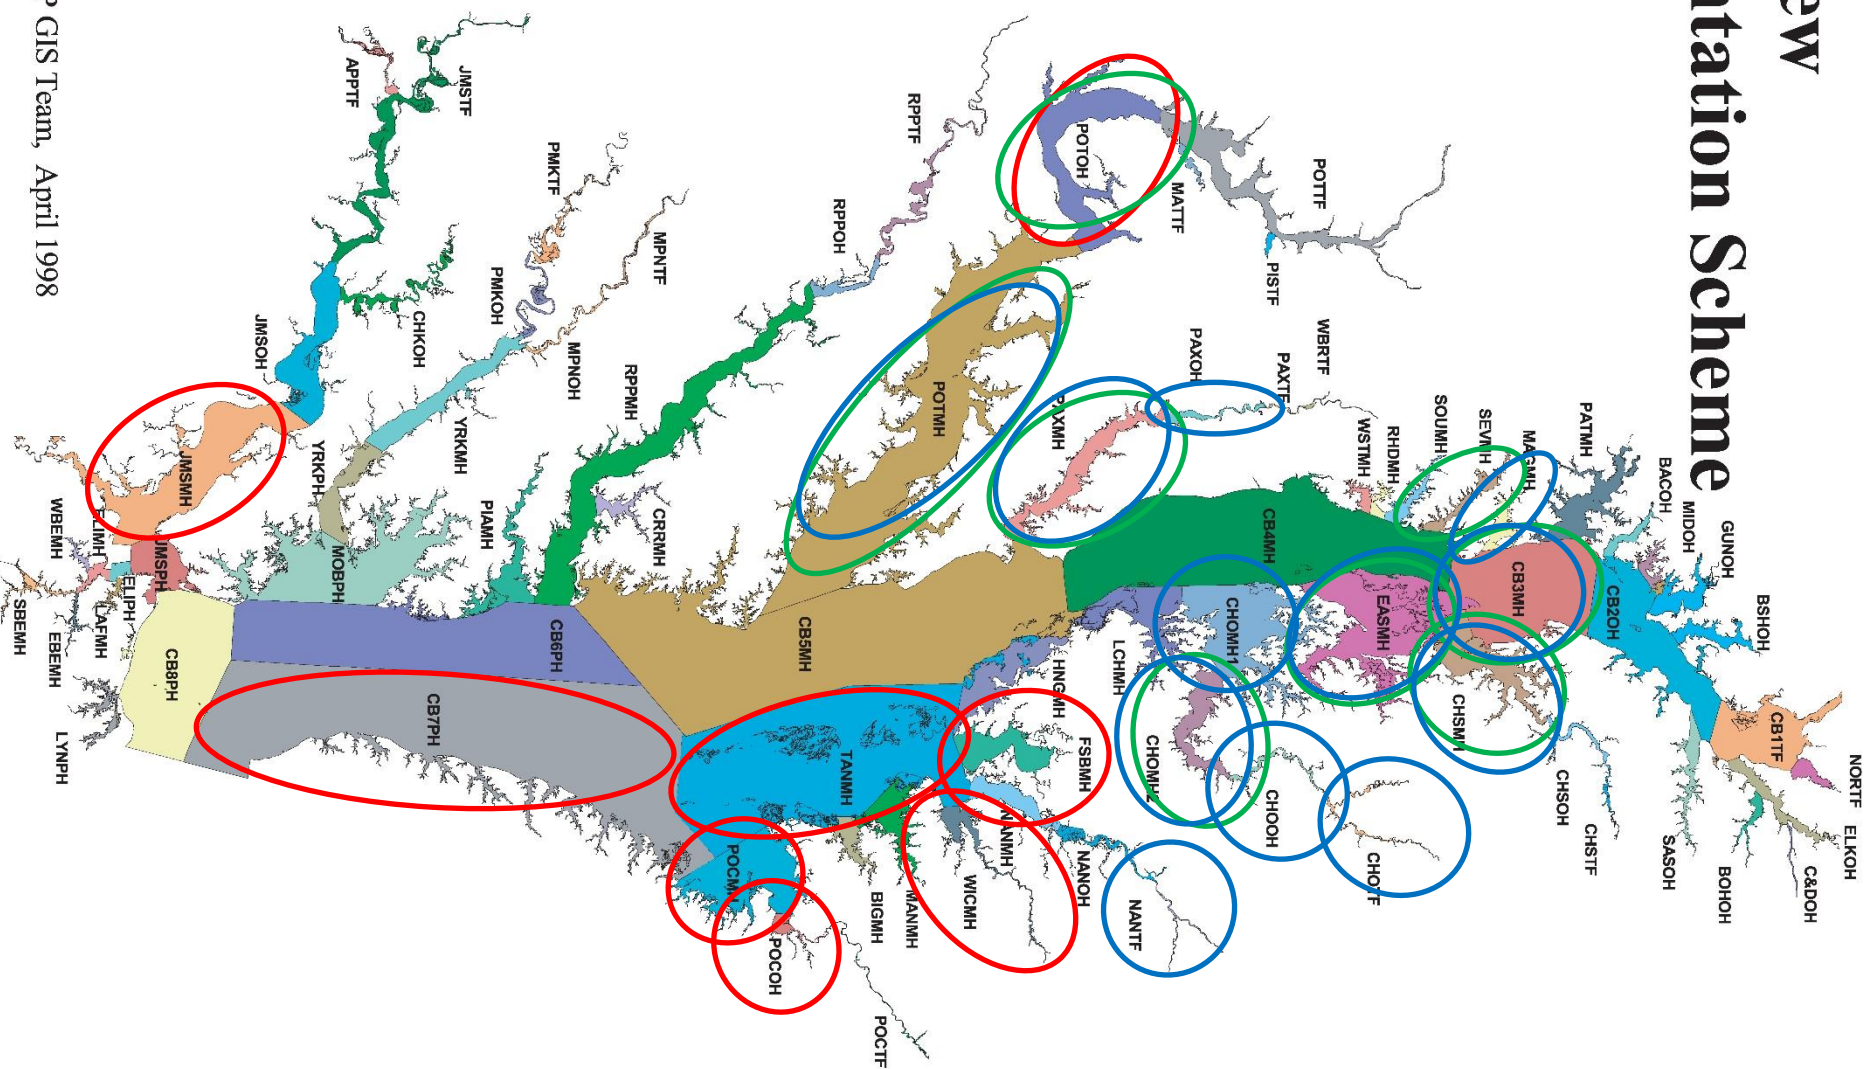 ew
ntation Scheme
P GIS Team, April 1998
NORTF
ELKOH
C&DOH
CB1TF
BSHOH
GUNOH
BOHOH
MIDOH
SASOH
BACOH
CB2OH
PATMH
CHSTF
CHSOH
MAGMH
CB3MH
SEVMH
CHSMH
SOUMH
RHDMH
EASMH
WSTMH
CHOTF
WBRTF
POTTF
PAXTF
CB4MH
PISTF
CHOOH
CHOMH1
PAXOH
MATTF
CHOMH2
NANTF
LCHMH
POTOH
NANOH
FSBMH
PAXMH
HNGMH
NANMH
WICMH
POTMH
MANMH
RPPTF
POCTF
BIGMH
TANMH
RPPOH
CB5MH
POCOH
POCMH
MPNTF
CRRMH
RPPMH
MPNOH
CB6PH
PMKTF
PMKOH
PIAMH
JMSTF
YRKMH
CB7PH
CHKOH
APPTF
MOBPH
YRKPH
JMSOH
JMSMH
JMSPH
CB8PH
ELIPH
LAFMH
ELIMH
WBEMH
EBEMH
LYNPH
SBEMH